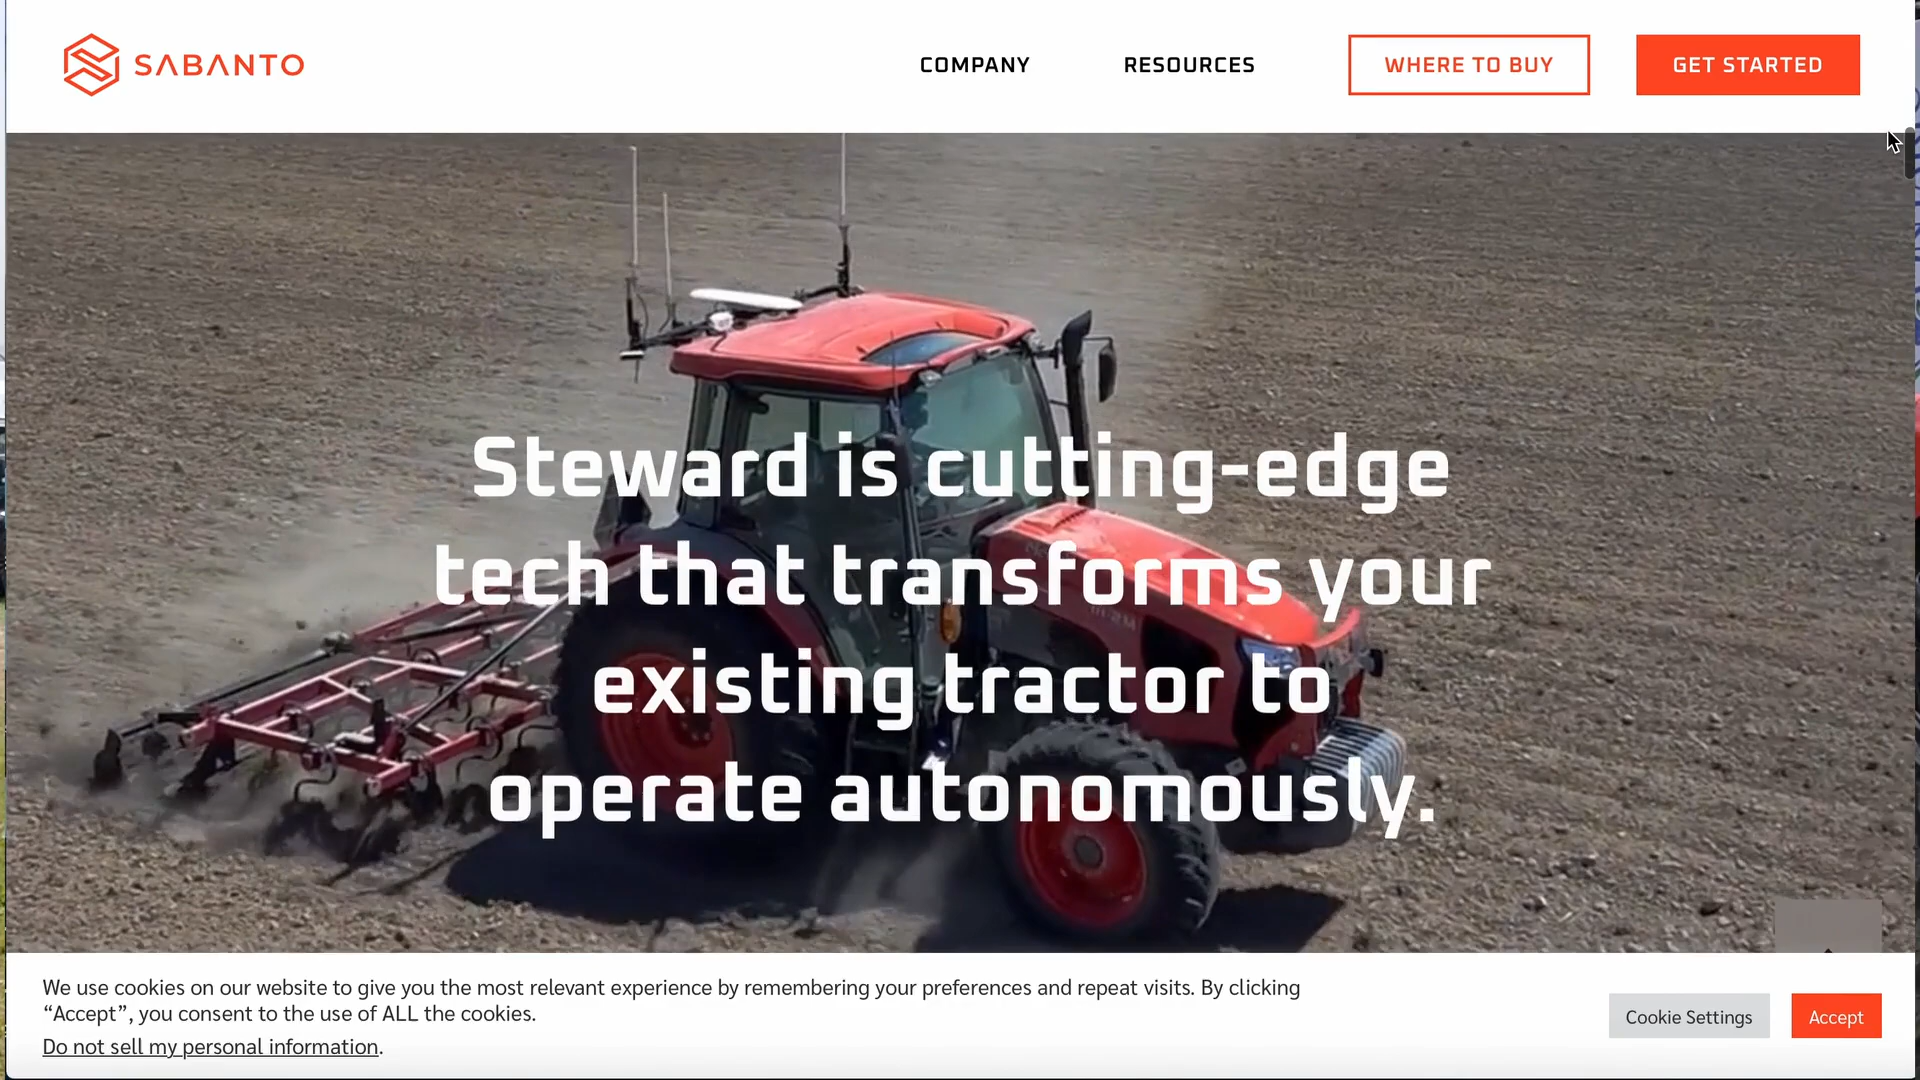 SABANTO
COMPANY
RESOURCES
WHERE TO BUY
GET STARTED
Steward is cutting-edge
tech that transforms your
existing tractor to
operate autonomously.
We use cookies on our website to give you the most relevant experience by remembering your preferences and repeat visits. By clicking
“Accept”, you consent to the use of ALL the cookies.
Do not sell my personal information.
Cookie Settings
Accept